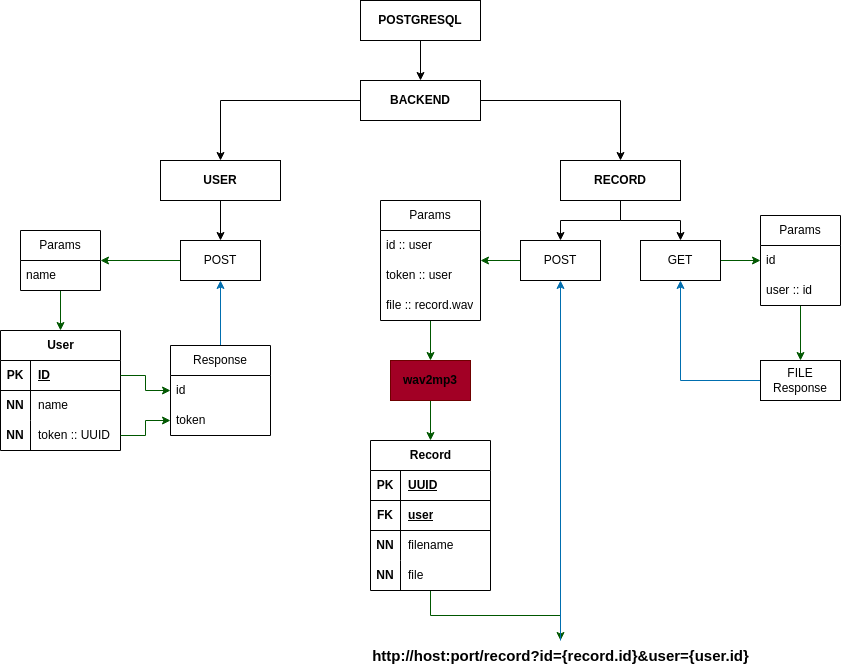 POSTGRESQL
BACKEND
USER
RECORD
POST
Params
name
User
PK ID
NN name
NN token :: UUID
Response
id
token
POST
GET
Params
id :: user
token :: user
file :: record.wav
wav2mp3
Record
PK UUID
FK user
NN filename
NN file
Params
id
user :: id
FILE
Response
http://host:port/record?id={record.id}&user={user.id}